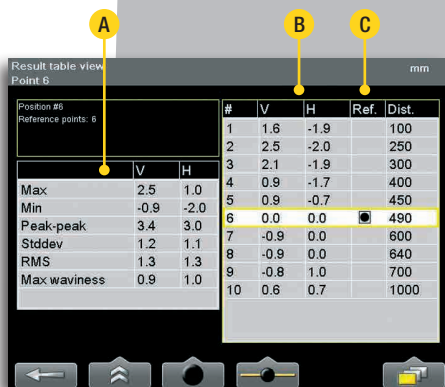 A
B
C
Result table view
mm
Point 6
Position #6
Reference points: 6
V H
Max 2.5 1.0
Min -0.9 -2.0
Peak-peak 3.4 3.0
Stddev 1.2 1.1
RMS 1.3 1.3
Max waviness 0.9 1.0
# V H Ref. Dist.
1 1.6 -1.9 100
2 2.5 -2.0 250
3 2.1 -1.9 300
4 0.9 -1.7 400
5 0.9 -0.7 450
6 0.0 0.0 490
7 -0.9 0.0 600
8 -0.9 0.0 640
9 -0.8 1.0 700
10 0.6 0.7 1000